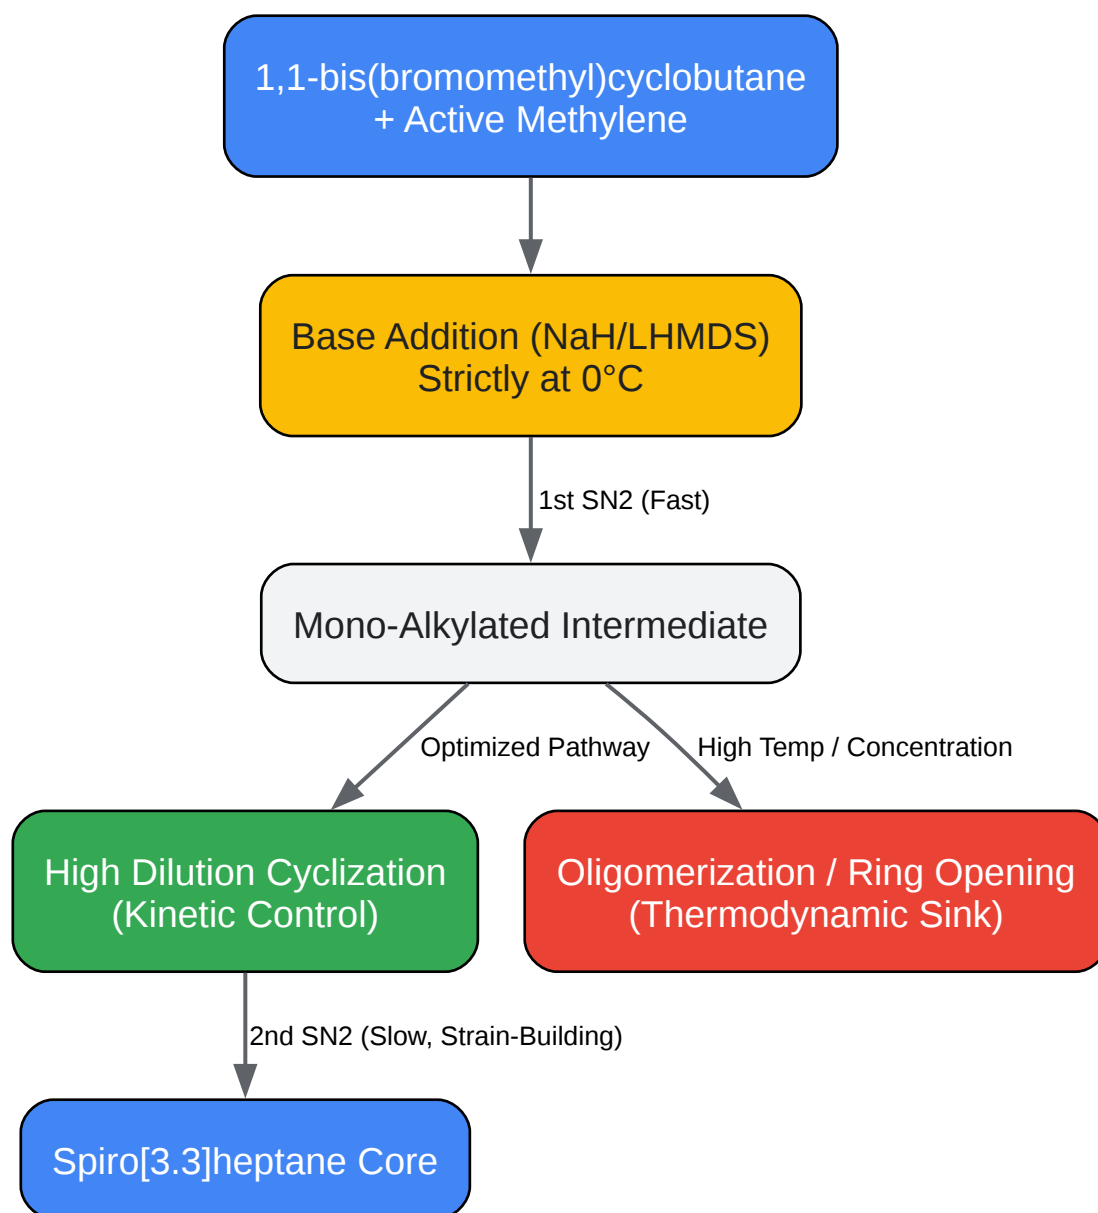 1,1-bis(bromomethyl)cyclobutane
+ Active Methylene
Base Addition (NaH/LHMDS)
Strictly at 0°C
1st SN2 (Fast)
Mono-Alkylated Intermediate
Optimized Pathway
High Temp / Concentration
High Dilution Cyclization
(Kinetic Control)
Oligomerization / Ring Opening
(Thermodynamic Sink)
2nd SN2 (Slow, Strain-Building)
Spiro[3.3]heptane Core